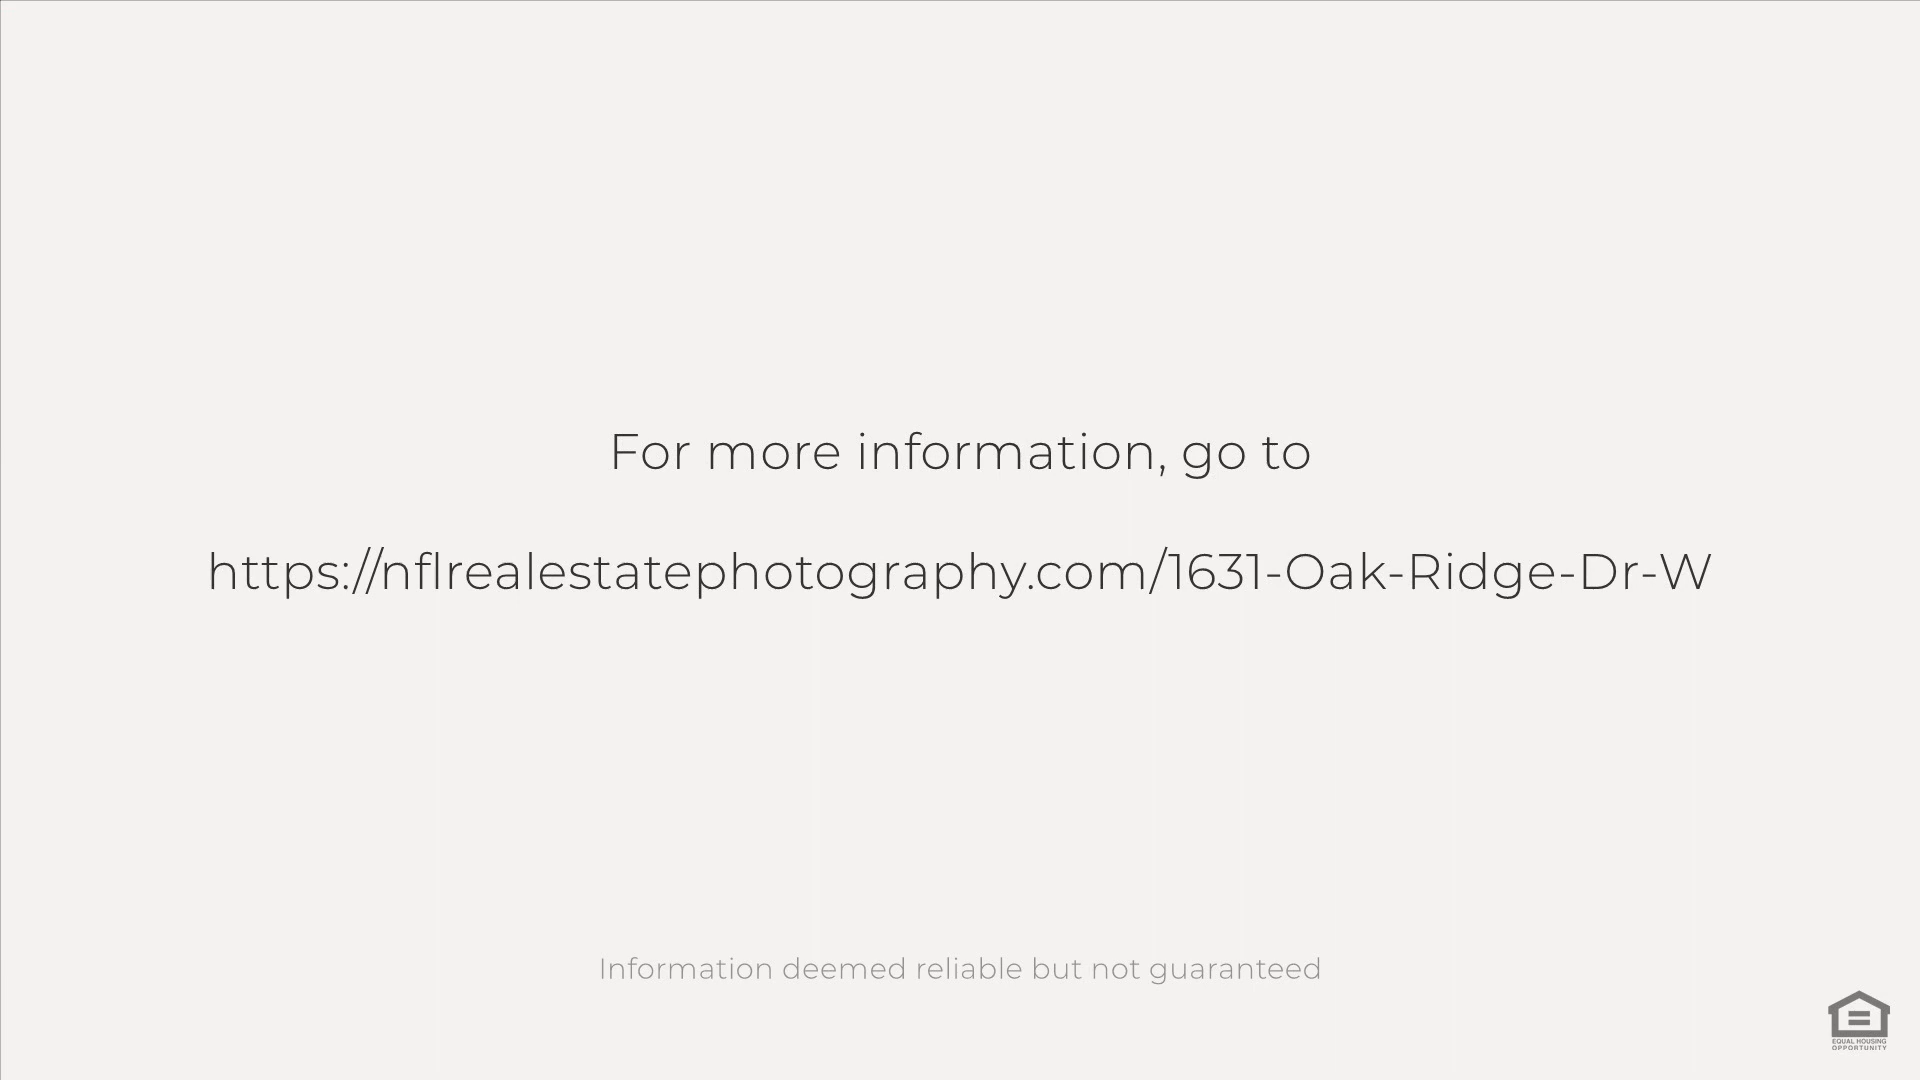 For more information, go to
https://nflrealestatephotography.com/1631-Oak-Ridge-Dr-W
Information deemed reliable but not guaranteed
EQUAL HOUSING
OPPORTUNITY